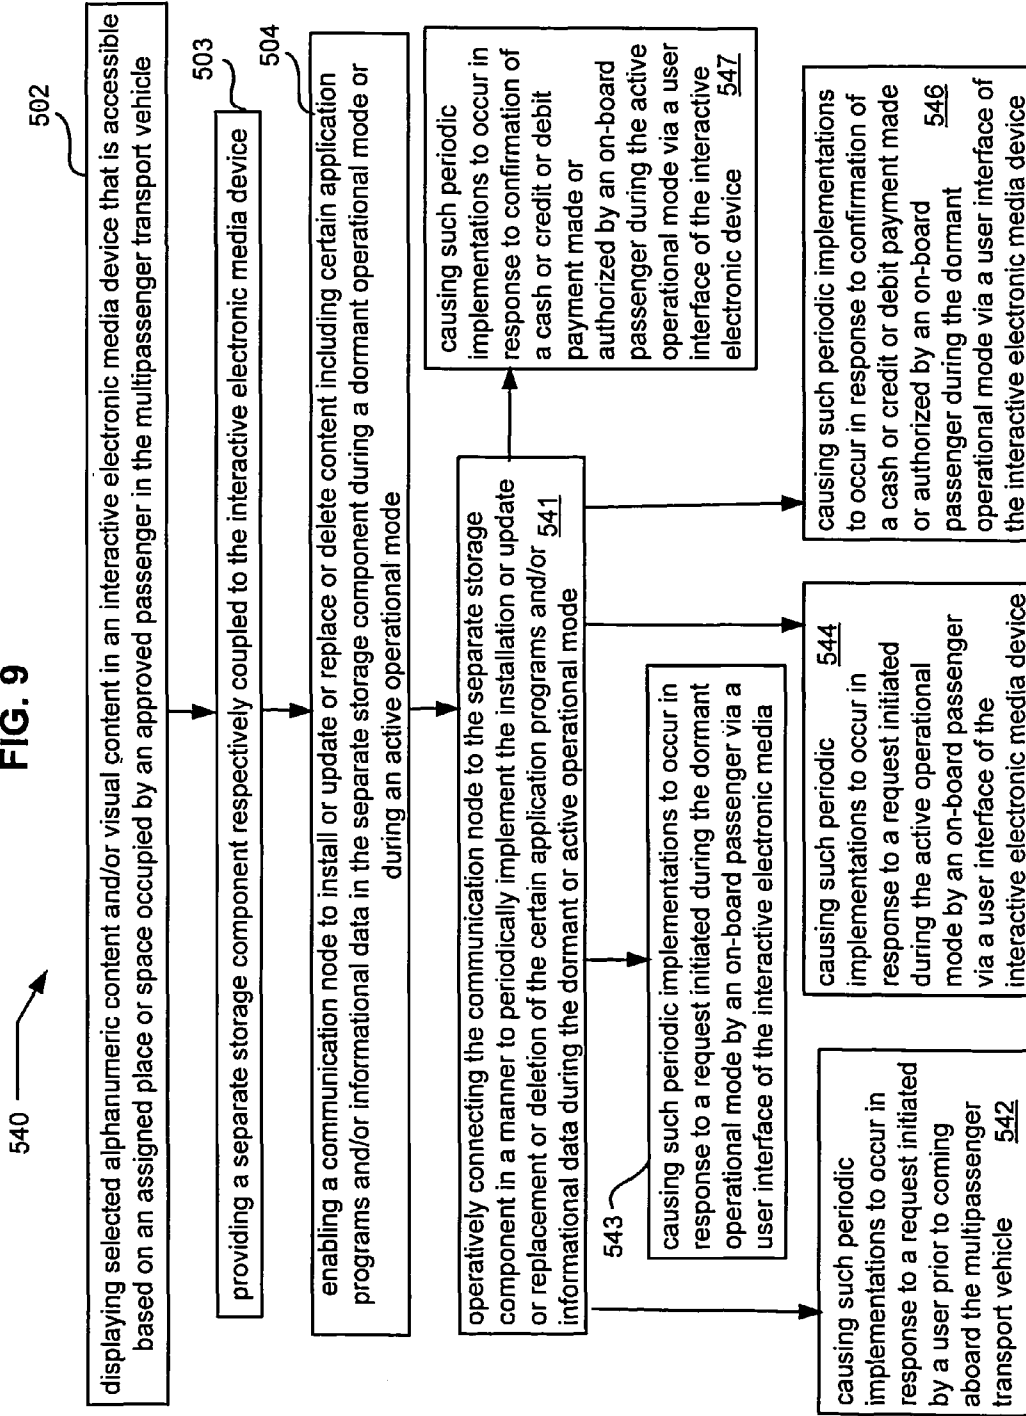 FIG. 9
540
502
displaying selected alphanumeric content and/or visual content in an interactive electronic media device that is accessible
based on an assigned place or space occupied by an approved passenger in the multipassenger transport vehicle
503
providing a separate storage component respectively coupled to the interactive electronic media device
504
enabling a communication node to install or update or replace or delete content including certain application
programs and/or informational data in the separate storage component during a dormant operational mode or
during an active operational mode
operatively connecting the communication node to the separate storage
component in a manner to periodically implement the installation or update
or replacement or deletion of the certain application programs and/or 541
informational data during the dormant or active operational mode
causing such periodic
implementations to occur in
response to confirmation of
a cash or credit or debit
payment made or
authorized by an on-board
passenger during the active
operational mode via a user
interface of the interactive
electronic device 547
543
causing such periodic implementations to occur in
response to a request initiated during the dormant
operational mode by an on-board passenger via a
user interface of the interactive electronic media
causing such periodic
implementations to occur in
response to a request initiated
by a user prior to coming
aboard the multipassenger
transport vehicle 542
causing such periodic 544
implementations to occur in
response to a request initiated
during the active operational
mode by an on-board passenger
via a user interface of the
interactive electronic media device
causing such periodic implementations
to occur in response to confirmation of
a cash or credit or debit payment made
or authorized by an on-board 546
passenger during the dormant
operational mode via a user interface of
the interactive electronic media device